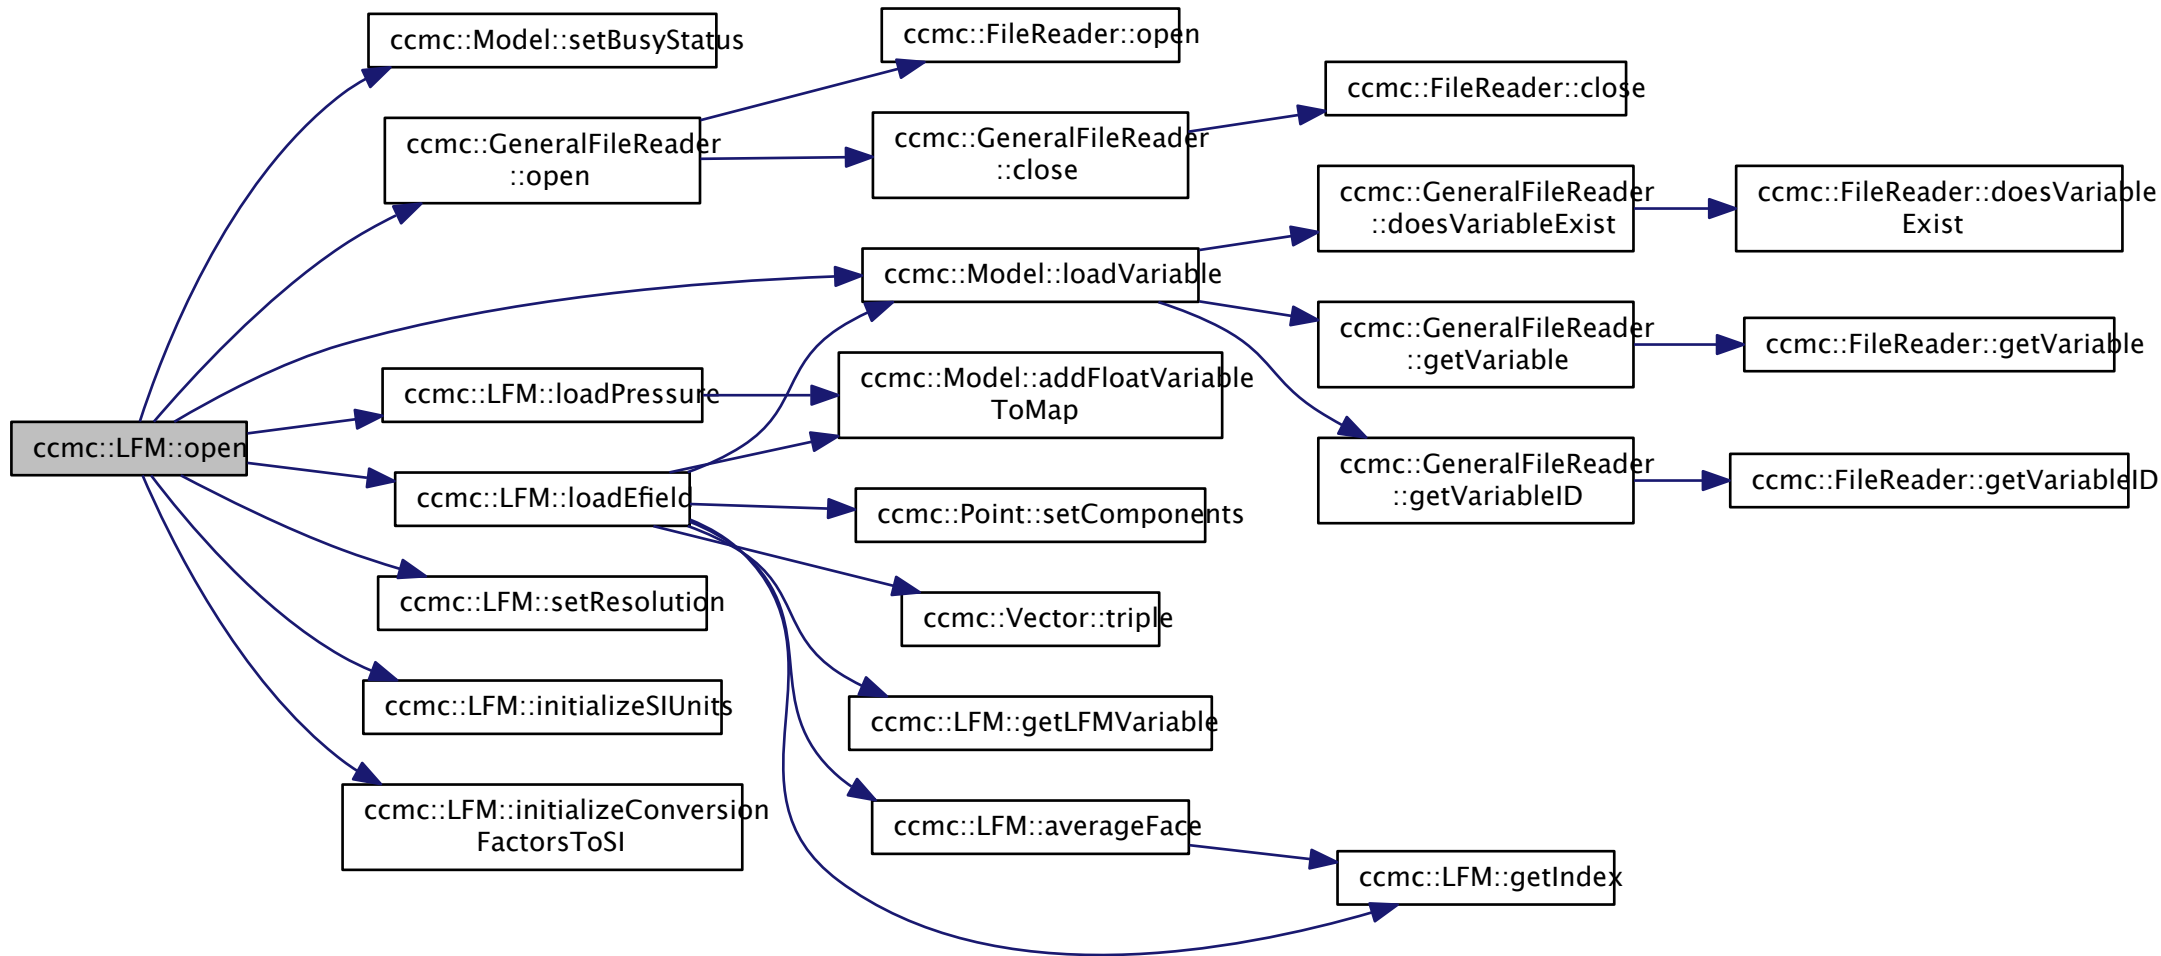 ccmc::LFM::open
ccmc::Model::setBusyStatus
ccmc::GeneralFileReader
::open
ccmc::FileReader::open
ccmc::GeneralFileReader
::close
ccmc::FileReader::close
ccmc::Model::loadVariable
ccmc::GeneralFileReader
::doesVariableExist
ccmc::FileReader::doesVariable
Exist
ccmc::GeneralFileReader
::getVariable
ccmc::FileReader::getVariable
ccmc::GeneralFileReader
::getVariableID
ccmc::FileReader::getVariableID
ccmc::LFM::loadPressure
ccmc::Model::addFloatVariable
ToMap
ccmc::LFM::loadEfield
ccmc::Point::setComponents
ccmc::Vector::triple
ccmc::LFM::getLFMVariable
ccmc::LFM::averageFace
ccmc::LFM::getIndex
ccmc::LFM::setResolution
ccmc::LFM::initializeSIUnits
ccmc::LFM::initializeConversion
FactorsToSI